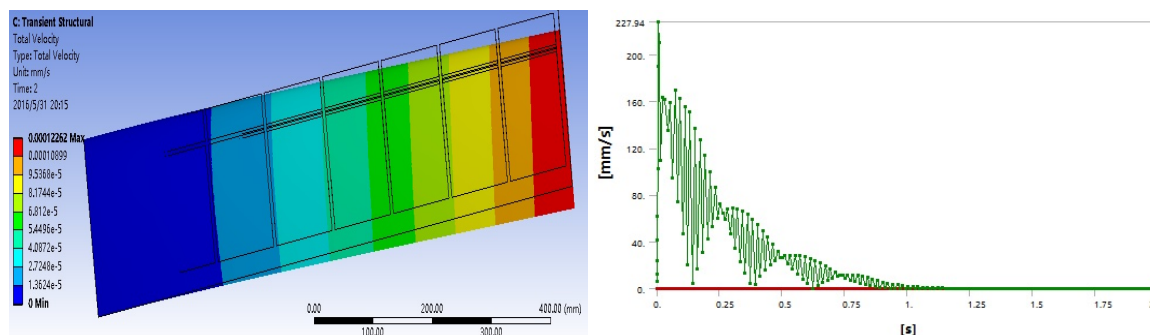 C: Transient Structural
Total Velocity
Type: Total Velocity
Unit: mm/s
Time: 2
2016/5/31 20:15
0.00012262 Max
0.00010899
9.5368e-5
8.1744e-5
6.812e-5
5.4496e-5
4.0872e-5
2.7248e-5
1.3624e-5
0 Min
0.00 200.00 400.00 (mm)
100.00 300.00
227.94
200.
160.
120.
80.
40.
0.
[mm/s]
0. 0.25 0.5 0.75 1. 1.25 1.5 1.75 2
[s]